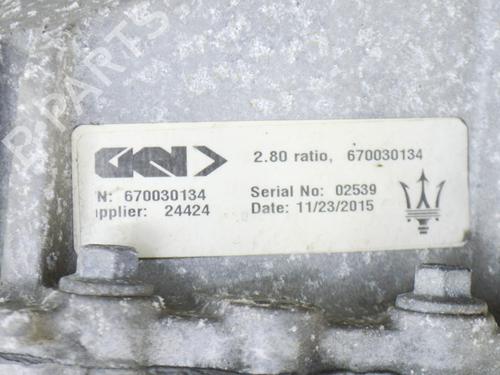 B-PARTS
GKN
2.80 ratio, 670030134
N: 670030134
upplier: 24424
Serial No: 02539
Date: 11/23/2015